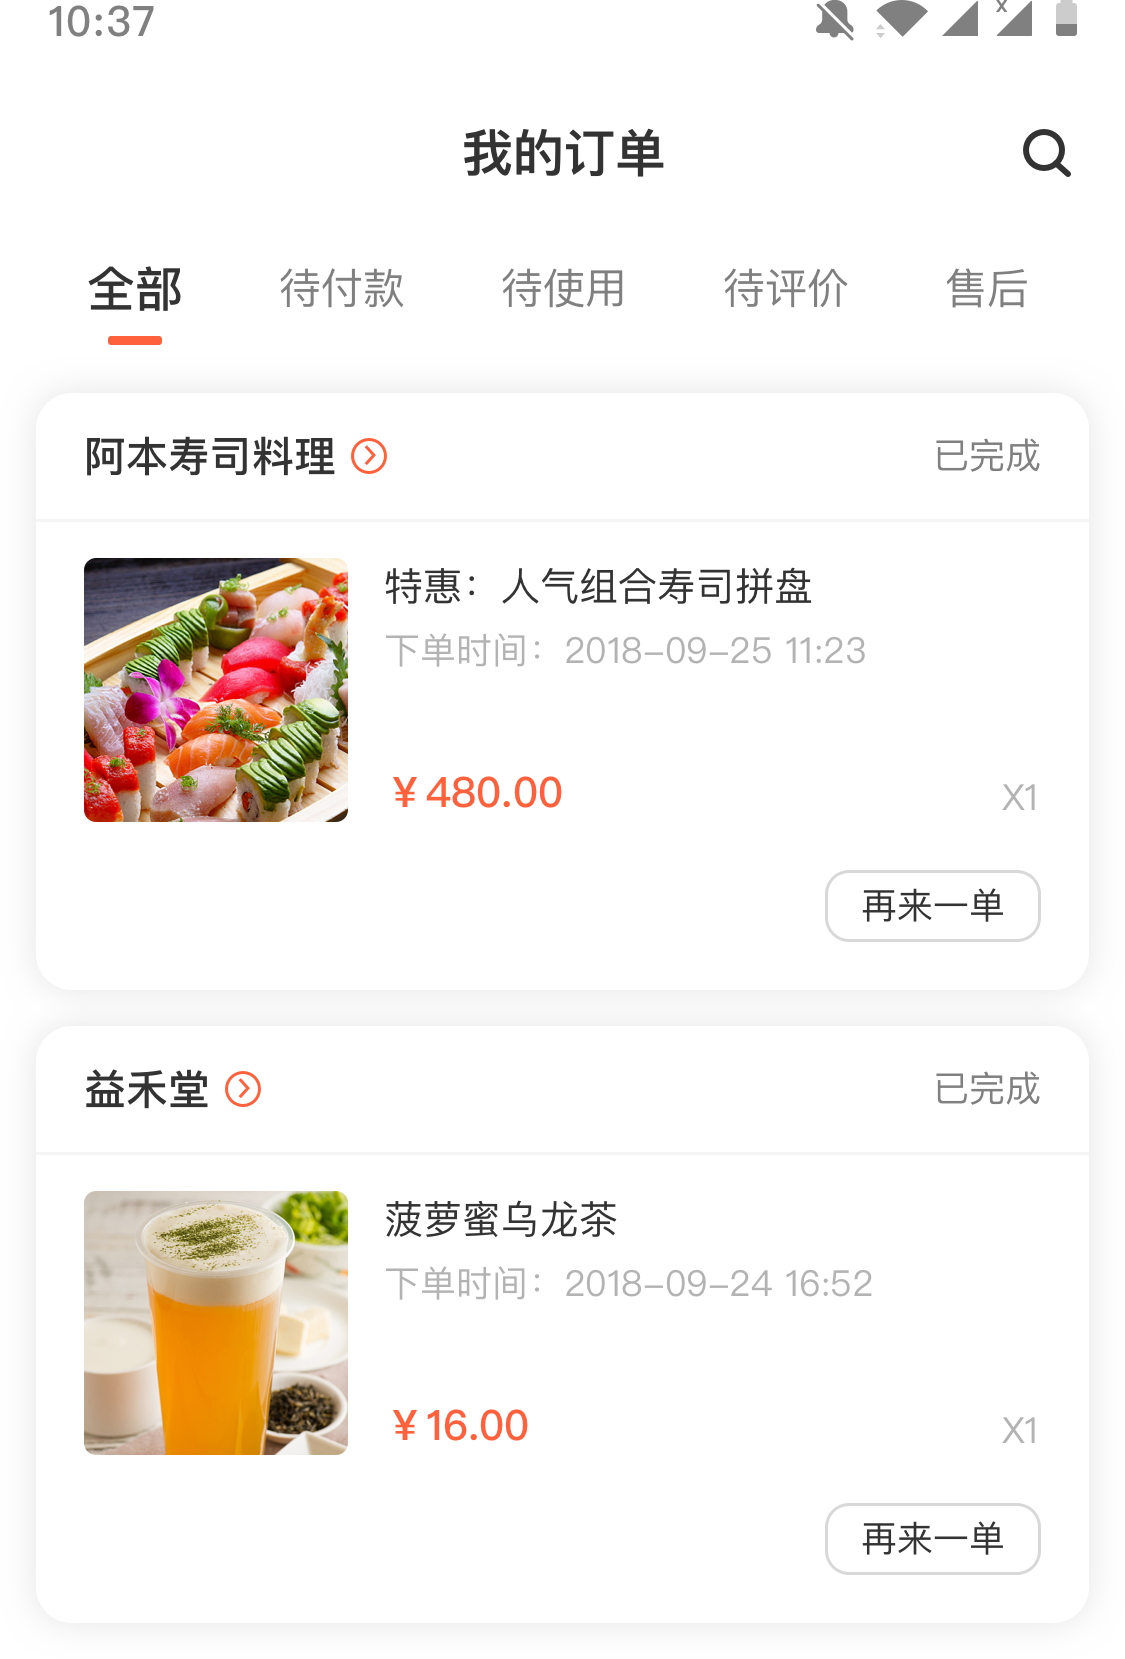 10:37
我的订单
全部 待付款 待使用 待评价 售后
阿本寿司料理 已完成
特惠：人气组合寿司拼盘
下单时间：2018-09-25 11:23
¥480.00 X1
再来一单
益禾堂 已完成
菠萝蜜乌龙茶
下单时间：2018-09-24 16:52
¥16.00 X1
再来一单